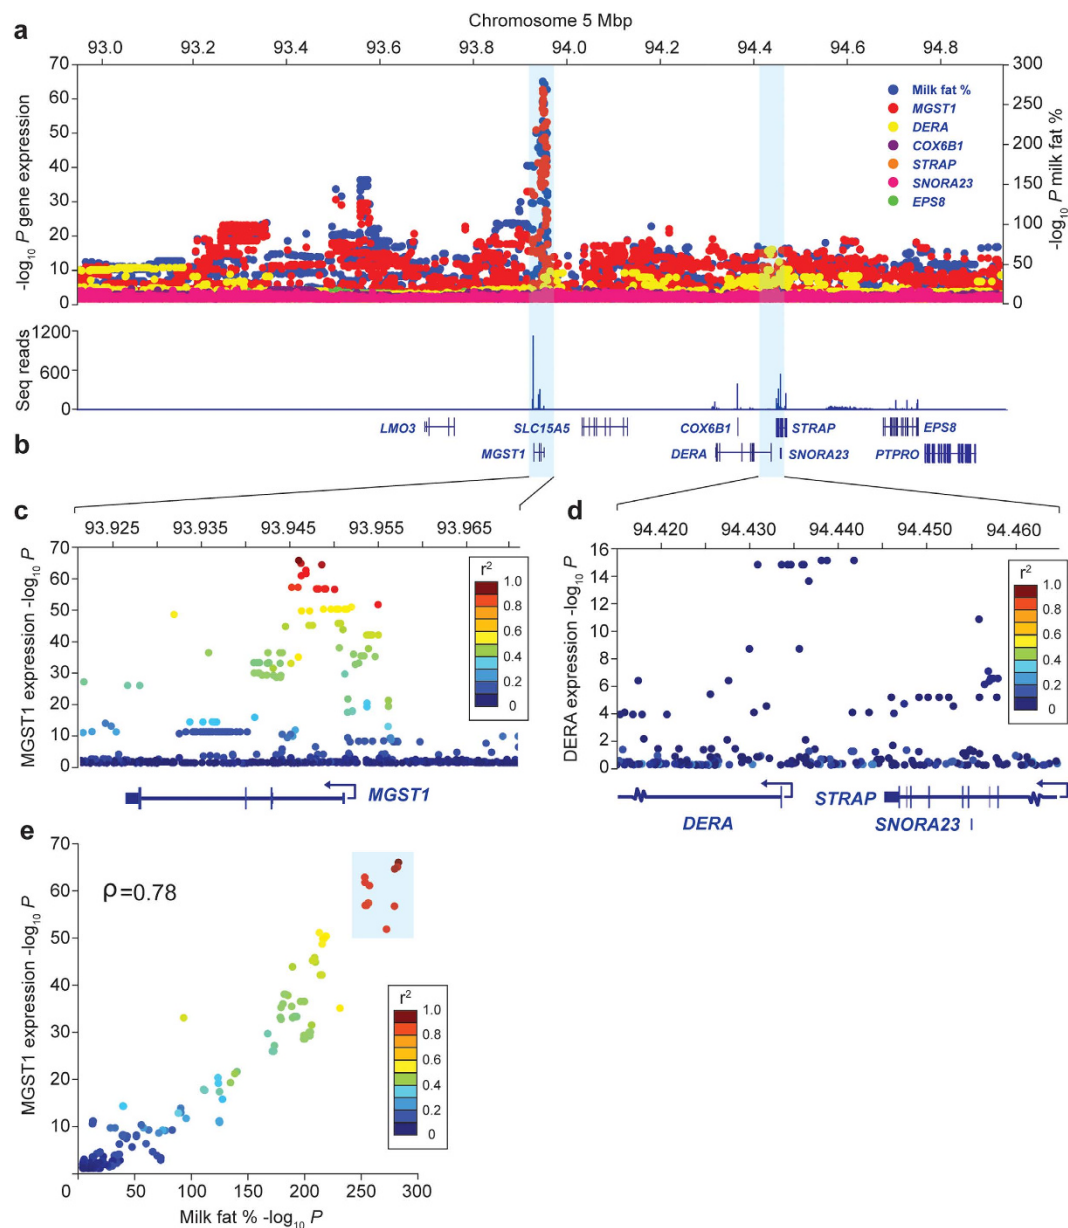 Chromosome 5 Mbp
a
93.0 93.2 93.4 93.6 93.8 94.0 94.2 94.4 94.6 94.8
-log10 P gene expression
70
60
50
40
30
20
10
0
-log10 P milk fat %
300
250
200
150
100
50
0
Milk fat %
MGST1
DERA
COX6B1
STRAP
SNORA23
EPS8
Seq reads
1200
600
0
b
LMO3 SLC15A5 COX6B1 STRAP EPS8
MGST1 DERA SNORA23 PTPRO
c
93.925 93.935 93.945 93.955 93.965
MGST1 expression -log10 P
70
60
50
40
30
20
10
0
r2
1.0
0.8
0.6
0.4
0.2
0
MGST1
d
94.420 94.430 94.440 94.450 94.460
DERA expression -log10 P
16
14
12
10
8
6
4
2
0
r2
1.0
0.8
0.6
0.4
0.2
0
DERA
STRAP
SNORA23
e
MGST1 expression -log10 P
70
60
50
40
30
20
10
ρ=0.78
r2
1.0
0.8
0.6
0.4
0.2
0
0 50 100 150 200 250 300
Milk fat % -log10 P